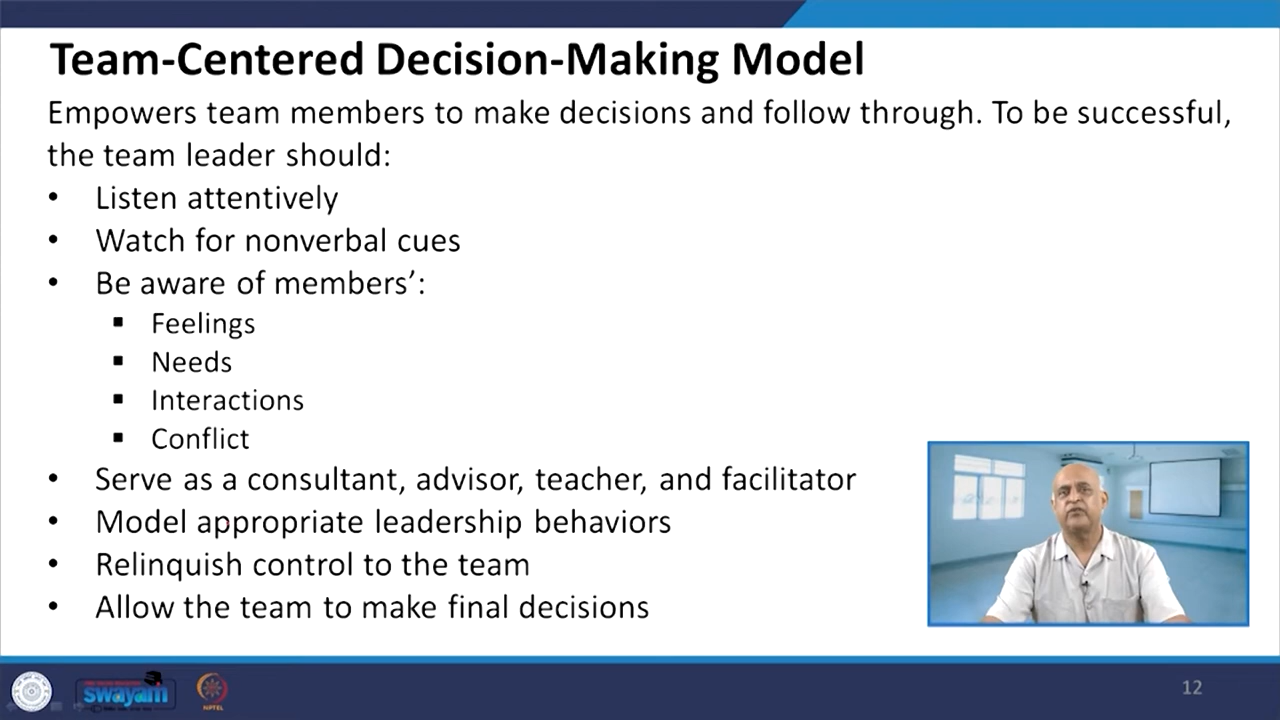 Team-Centered Decision-Making Model
Empowers team members to make decisions and follow through. To be successful,
the team leader should:
• Listen attentively
• Watch for nonverbal cues
• Be aware of members’:
▪ Feelings
▪ Needs
▪ Interactions
▪ Conflict
• Serve as a consultant, advisor, teacher, and facilitator
• Model appropriate leadership behaviors
• Relinquish control to the team
• Allow the team to make final decisions
swayam
NPTEL
12